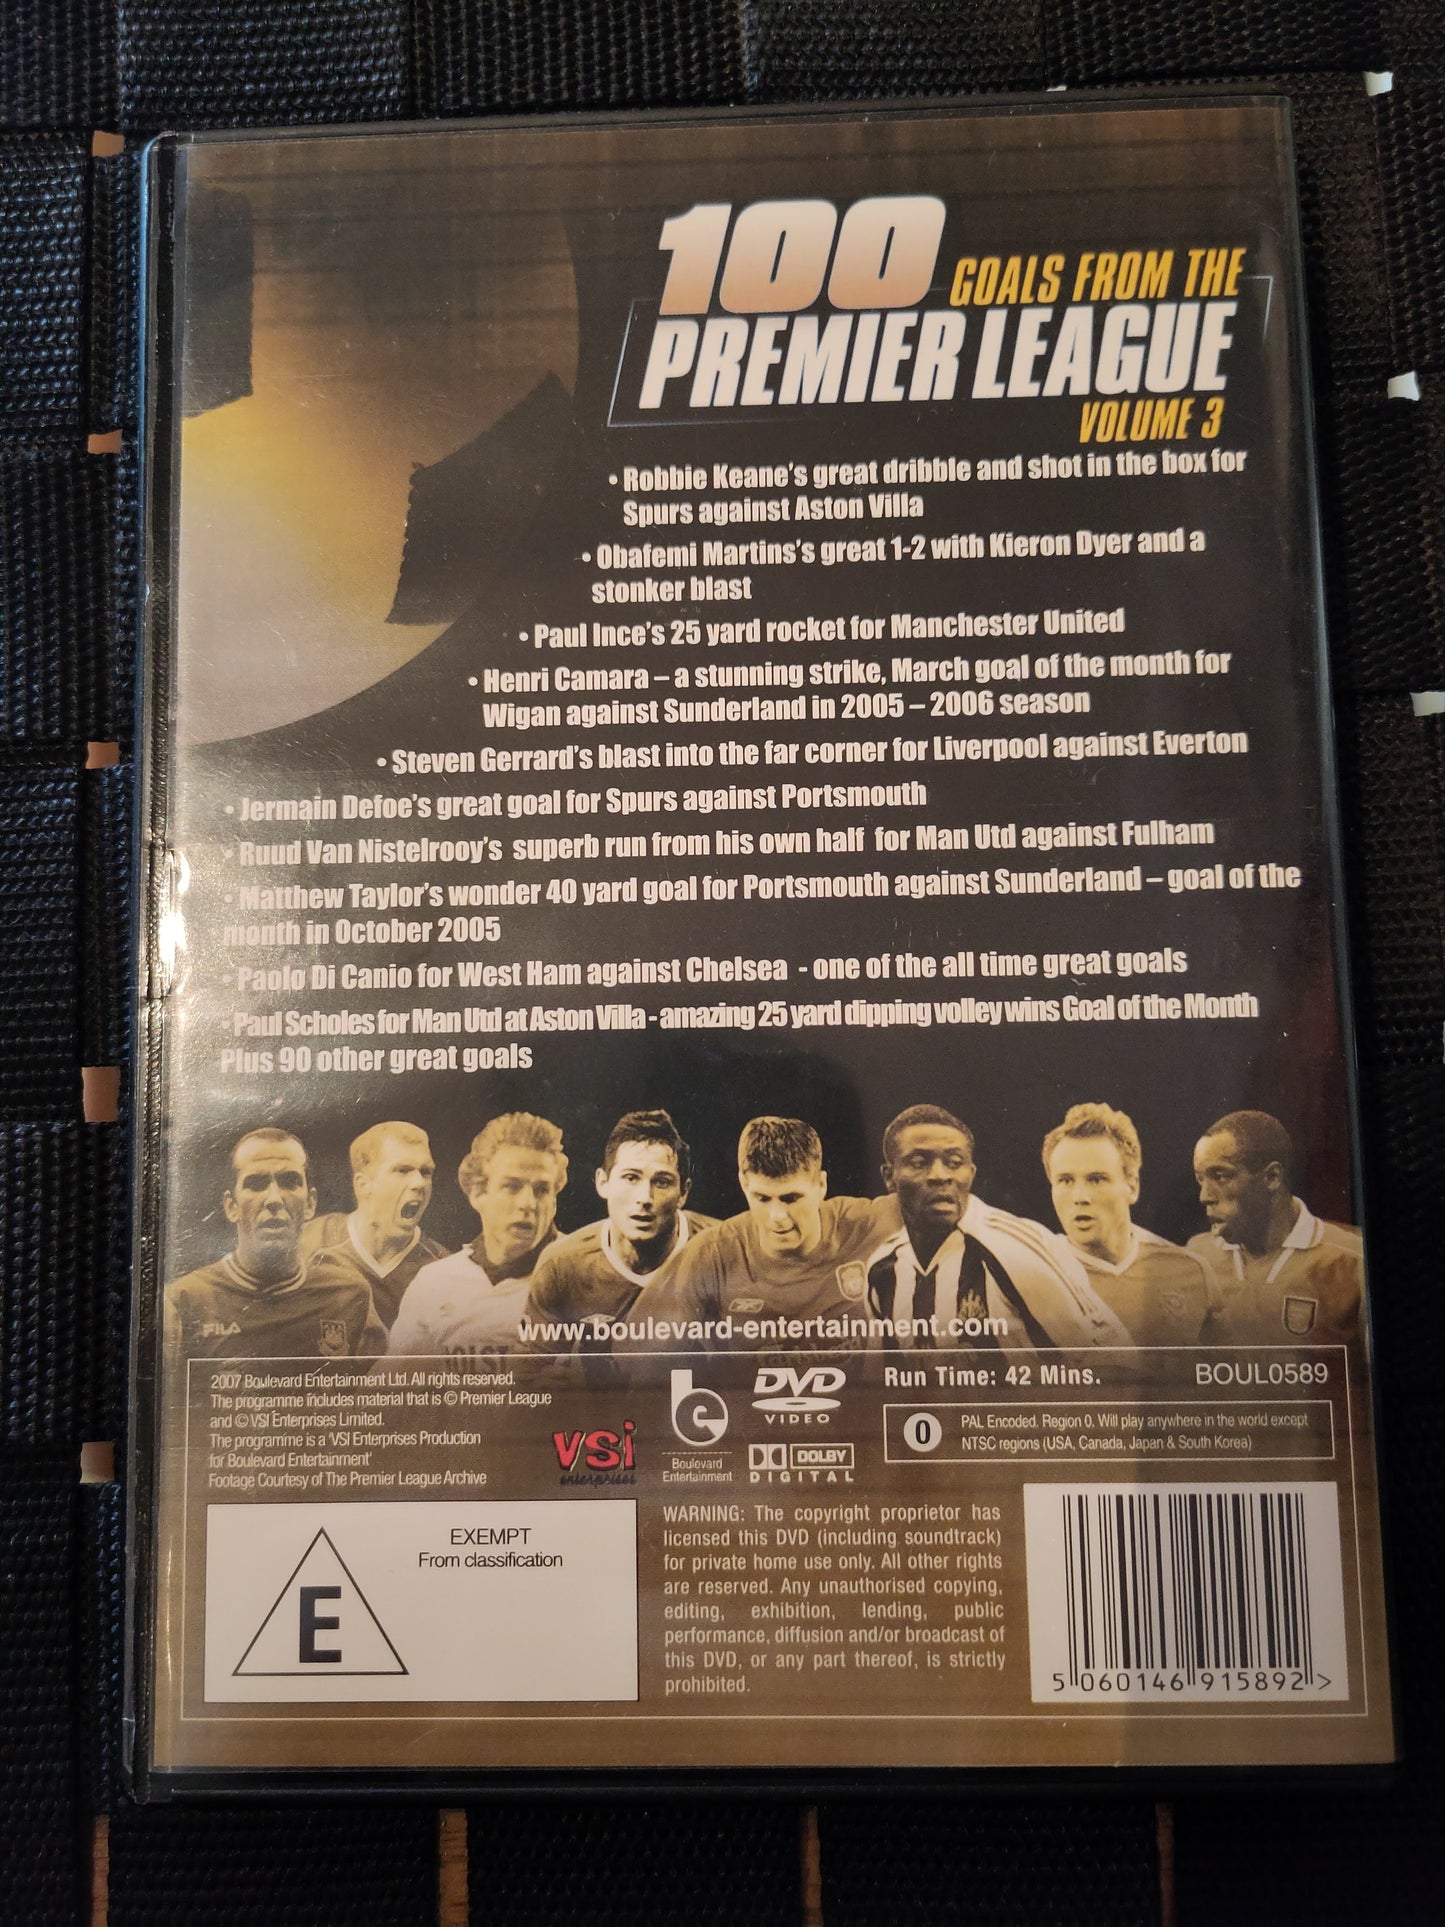 100 GOALS FROM THE
PREMIER LEAGUE
VOLUME 3
• Robbie Keane's great dribble and shot in the box for
Spurs against Aston Villa
• Obafemi Martins's great 1-2 with Kieron Dyer and a
stonker blast
• Paul Ince's 25 yard rocket for Manchester United
• Henri Camara – a stunning strike, March goal of the month for
Wigan against Sunderland in 2005 – 2006 season
• Steven Gerrard's blast into the far corner for Liverpool against Everton
• Jermain Defoe's great goal for Spurs against Portsmouth
• Ruud Van Nistelrooy's superb run from his own half for Man Utd against Fulham
• Matthew Taylor's wonder 40 yard goal for Portsmouth against Sunderland – goal of the
month in October 2005
• Paolo Di Canio for West Ham against Chelsea - one of the all time great goals
• Paul Scholes for Man Utd at Aston Villa - amazing 25 yard dipping volley wins Goal of the Month
Plus 90 other great goals
FILA
HOLST
www.boulevard-entertainment.com
2007 Boulevard Entertainment Ltd. All rights reserved.
The programme includes material that is © Premier League
and © VSI Enterprises Limited.
The programme is a 'VSI Enterprises Production
for Boulevard Entertainment'
Footage Courtesy of The Premier League Archive
vsi
enterprises
be
Boulevard
Entertainment
DVD
VIDEO
DOLBY
DIGITAL
Run Time: 42 Mins.
BOUL0589
0
PAL Encoded. Region 0. Will play anywhere in the world except
NTSC regions (USA, Canada, Japan & South Korea)
E
EXEMPT
From classification
WARNING: The copyright proprietor has
licensed this DVD (including soundtrack)
for private home use only. All other rights
are reserved. Any unauthorised copying,
editing, exhibition, lending, public
performance, diffusion and/or broadcast of
this DVD, or any part thereof, is strictly
prohibited.
5 060146 915892 >